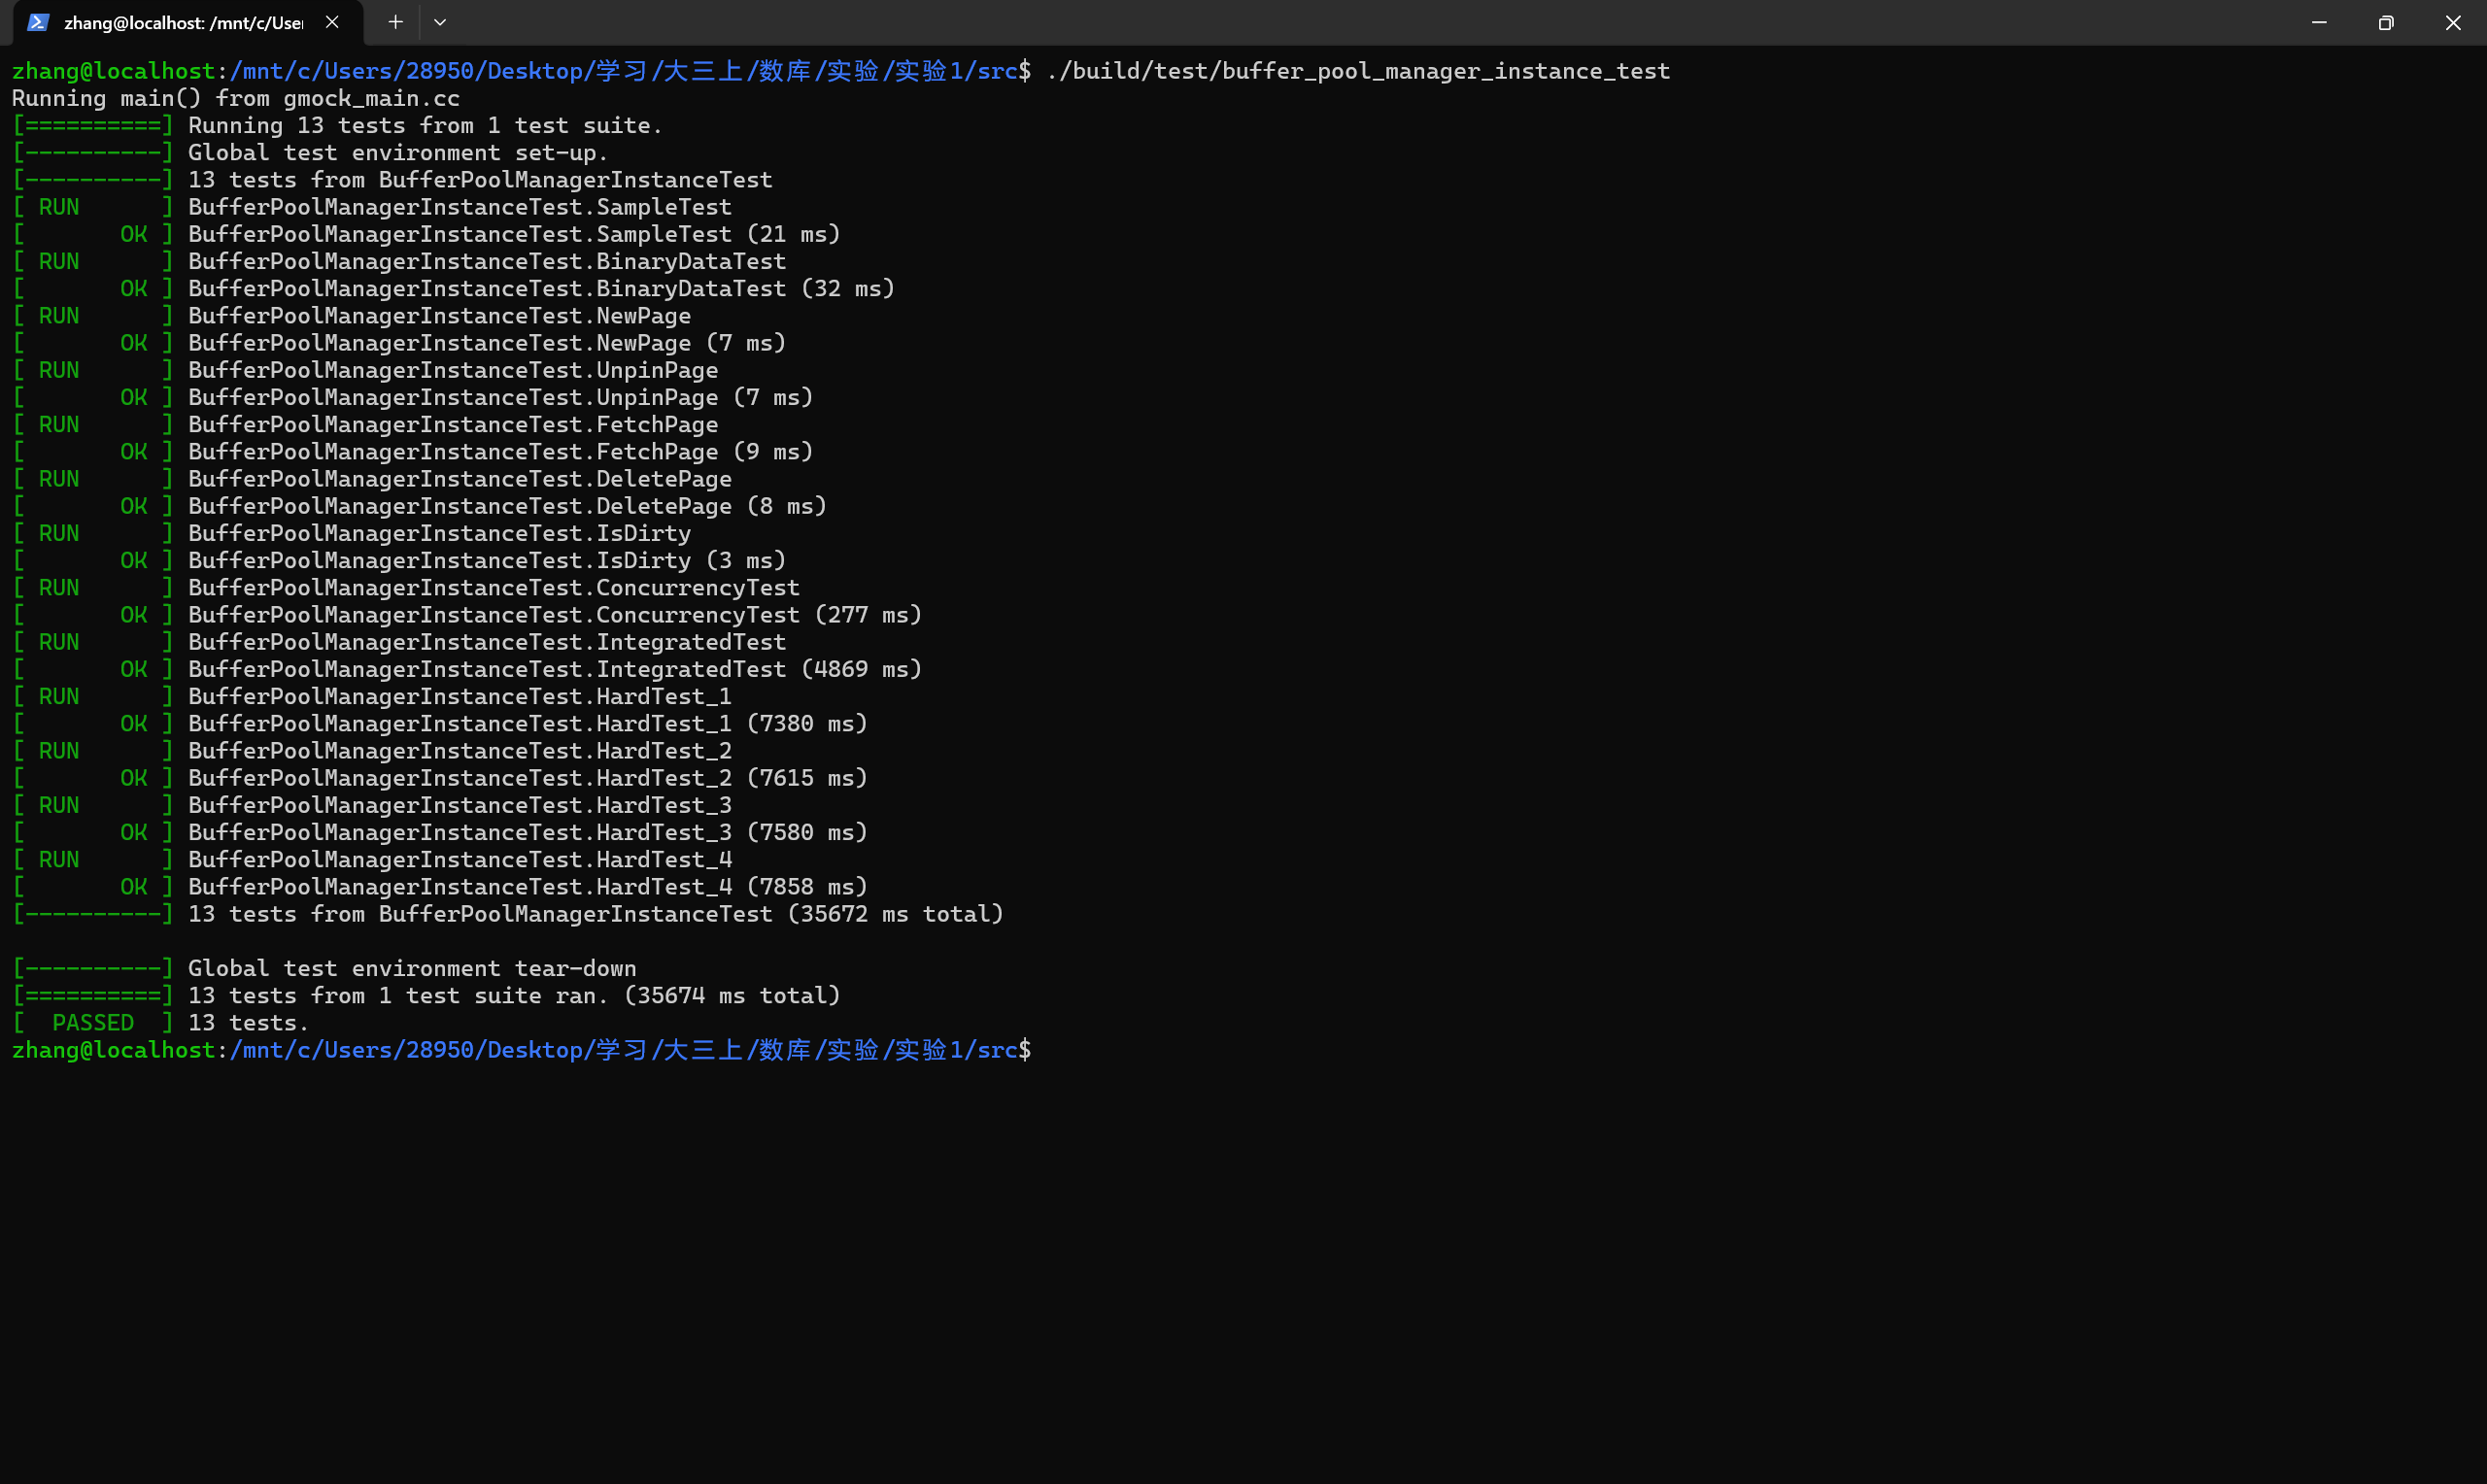 zhang@localhost: /mnt/c/Use
zhang@localhost:/mnt/c/Users/28950/Desktop/学习/大三上/数库/实验/实验1/src$ ./build/test/buffer_pool_manager_instance_test
Running main() from gmock_main.cc
[==========] Running 13 tests from 1 test suite.
[----------] Global test environment set-up.
[----------] 13 tests from BufferPoolManagerInstanceTest
[ RUN      ] BufferPoolManagerInstanceTest.SampleTest
[       OK ] BufferPoolManagerInstanceTest.SampleTest (21 ms)
[ RUN      ] BufferPoolManagerInstanceTest.BinaryDataTest
[       OK ] BufferPoolManagerInstanceTest.BinaryDataTest (32 ms)
[ RUN      ] BufferPoolManagerInstanceTest.NewPage
[       OK ] BufferPoolManagerInstanceTest.NewPage (7 ms)
[ RUN      ] BufferPoolManagerInstanceTest.UnpinPage
[       OK ] BufferPoolManagerInstanceTest.UnpinPage (7 ms)
[ RUN      ] BufferPoolManagerInstanceTest.FetchPage
[       OK ] BufferPoolManagerInstanceTest.FetchPage (9 ms)
[ RUN      ] BufferPoolManagerInstanceTest.DeletePage
[       OK ] BufferPoolManagerInstanceTest.DeletePage (8 ms)
[ RUN      ] BufferPoolManagerInstanceTest.IsDirty
[       OK ] BufferPoolManagerInstanceTest.IsDirty (3 ms)
[ RUN      ] BufferPoolManagerInstanceTest.ConcurrencyTest
[       OK ] BufferPoolManagerInstanceTest.ConcurrencyTest (277 ms)
[ RUN      ] BufferPoolManagerInstanceTest.IntegratedTest
[       OK ] BufferPoolManagerInstanceTest.IntegratedTest (4869 ms)
[ RUN      ] BufferPoolManagerInstanceTest.HardTest_1
[       OK ] BufferPoolManagerInstanceTest.HardTest_1 (7380 ms)
[ RUN      ] BufferPoolManagerInstanceTest.HardTest_2
[       OK ] BufferPoolManagerInstanceTest.HardTest_2 (7615 ms)
[ RUN      ] BufferPoolManagerInstanceTest.HardTest_3
[       OK ] BufferPoolManagerInstanceTest.HardTest_3 (7580 ms)
[ RUN      ] BufferPoolManagerInstanceTest.HardTest_4
[       OK ] BufferPoolManagerInstanceTest.HardTest_4 (7858 ms)
[----------] 13 tests from BufferPoolManagerInstanceTest (35672 ms total)
[----------] Global test environment tear-down
[==========] 13 tests from 1 test suite ran. (35674 ms total)
[  PASSED  ] 13 tests.
zhang@localhost:/mnt/c/Users/28950/Desktop/学习/大三上/数库/实验/实验1/src$